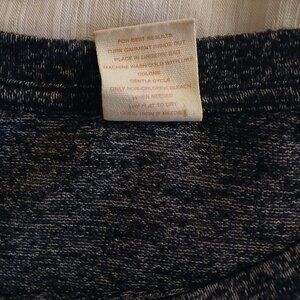 FOR BEST RESULTS
TURN GARMENT INSIDE OUT
PLACE IN LINGERIE BAG
MACHINE WASH COLD WITH LIKE
COLORS
GENTLE CYCLE
ONLY NON-CHLORINE BLEACH
WHEN NEEDED
LAY FLAT TO DRY
COOL IRON IF NEEDED